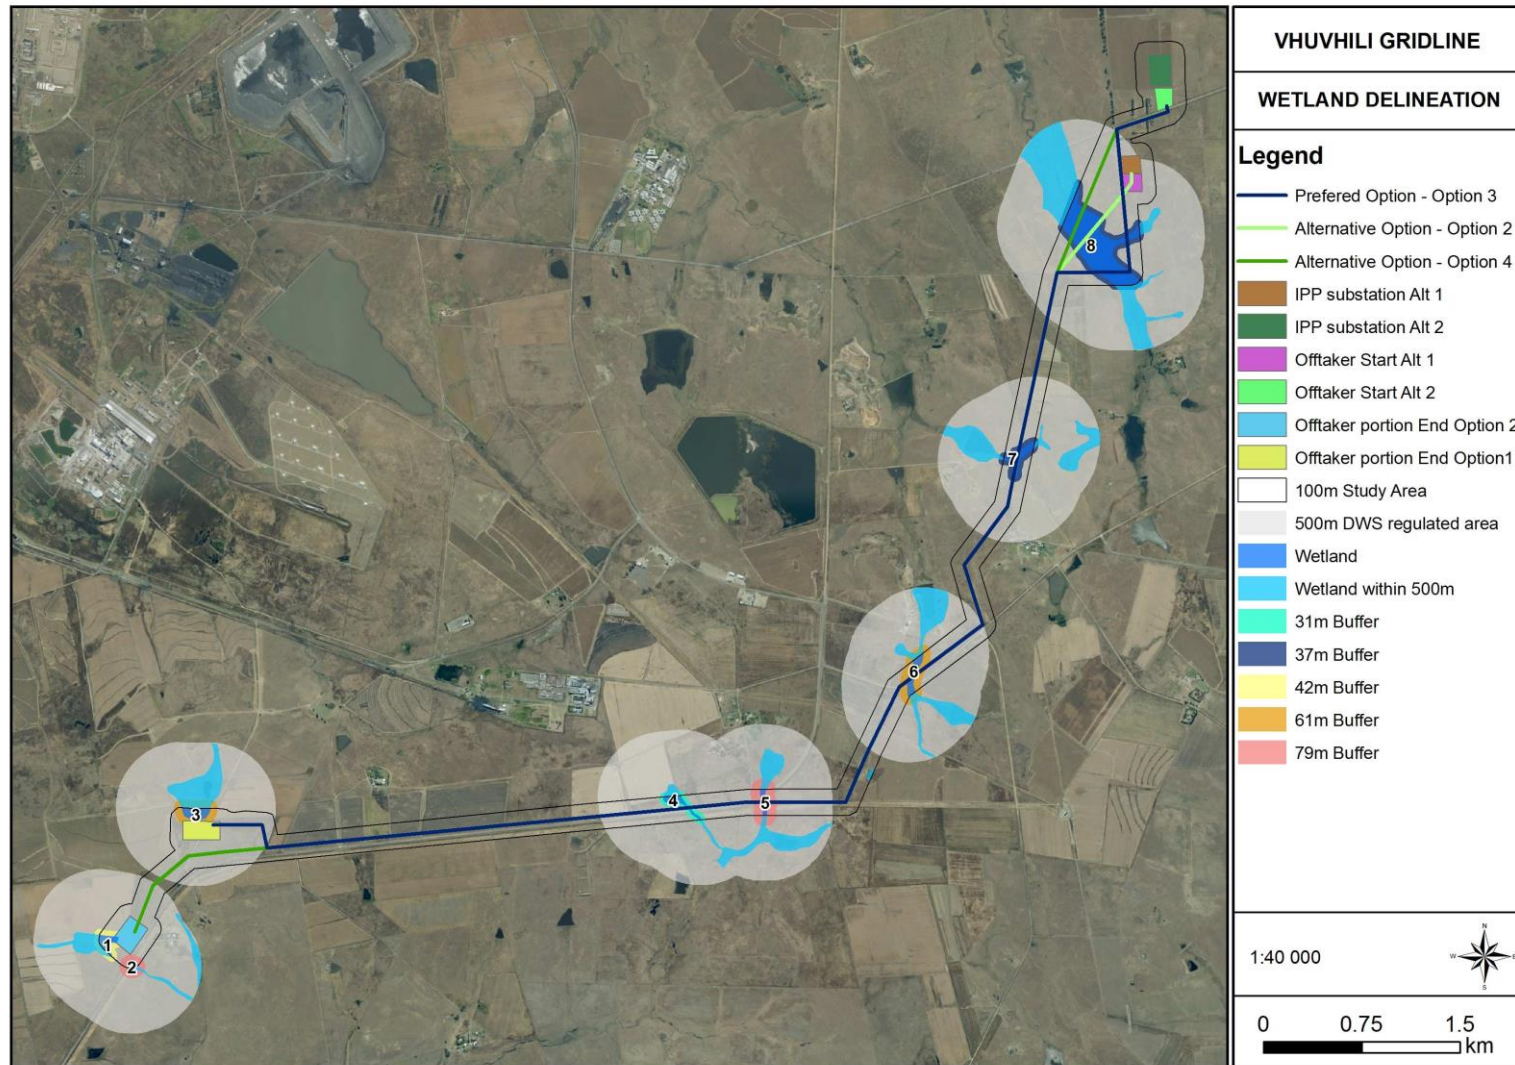 VHUVHILI GRIDLINE
WETLAND DELINEATION
Legend
Prefered Option - Option 3
Alternative Option - Option 2
Alternative Option - Option 4
IPP substation Alt 1
IPP substation Alt 2
Offtaker Start Alt 1
Offtaker Start Alt 2
Offtaker portion End Option 2
Offtaker portion End Option1
100m Study Area
500m DWS regulated area
Wetland
Wetland within 500m
31m Buffer
37m Buffer
42m Buffer
61m Buffer
79m Buffer
1:40 000
N
W
E
S
0 0.75 1.5
km
8
7
6
5
4
3
1
2